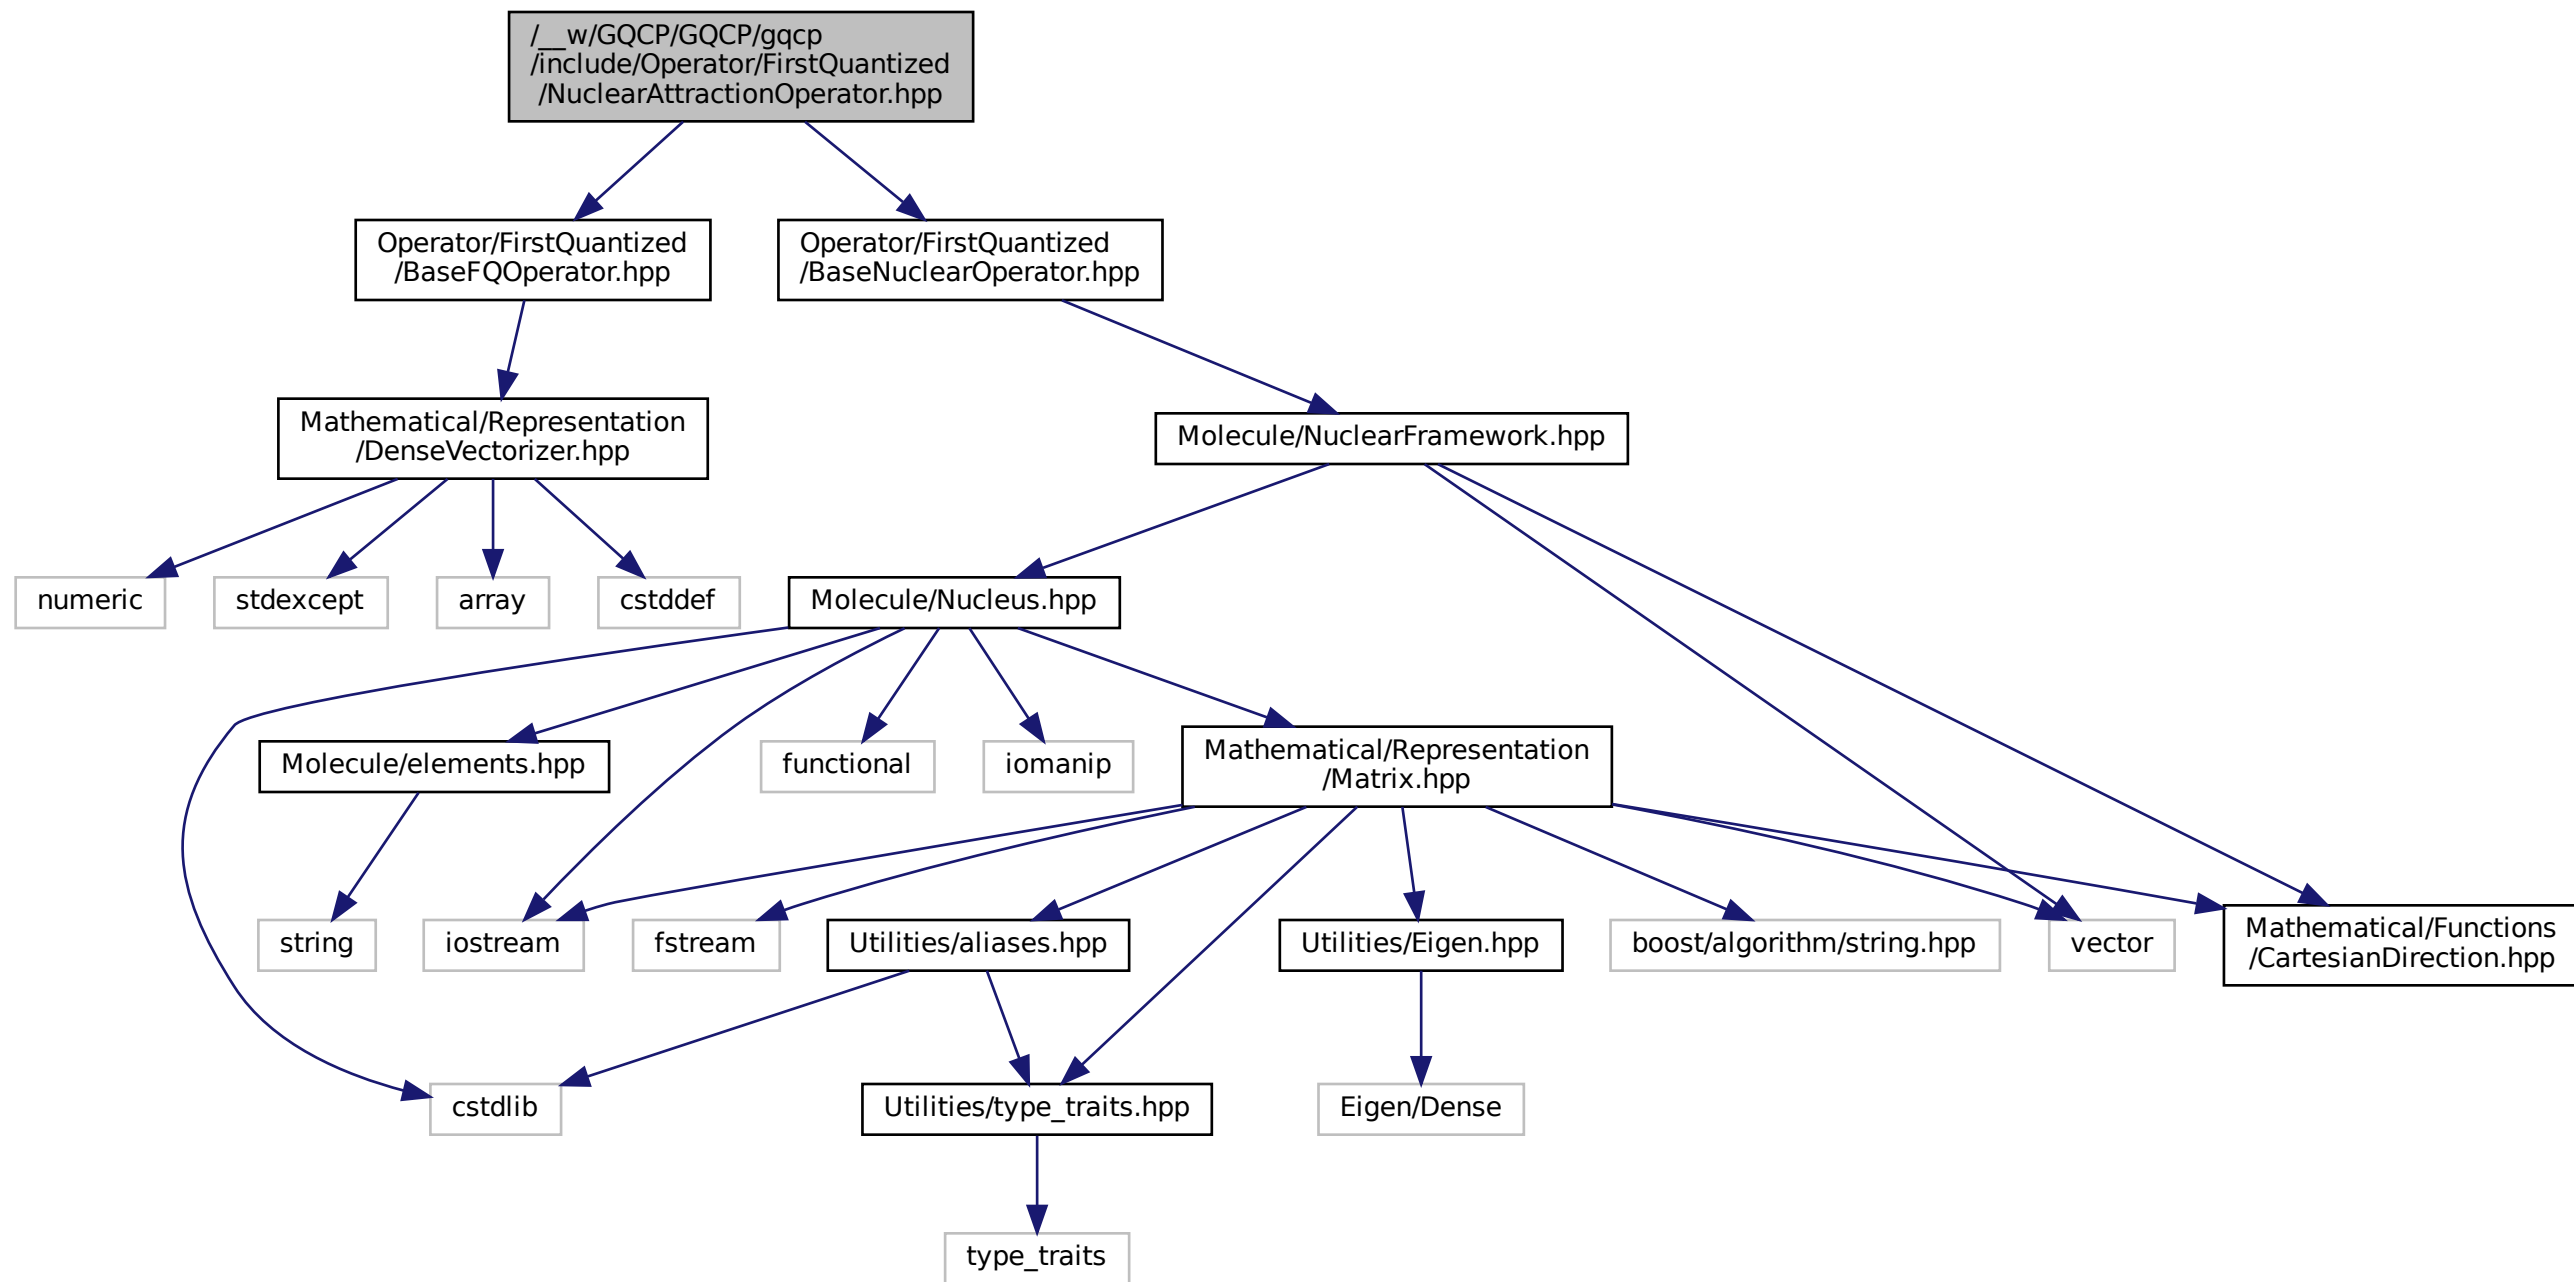 /__w/GQCP/GQCP/gqcp
/include/Operator/FirstQuantized
/NuclearAttractionOperator.hpp
Operator/FirstQuantized
/BaseFQOperator.hpp
Operator/FirstQuantized
/BaseNuclearOperator.hpp
Mathematical/Representation
/DenseVectorizer.hpp
Molecule/NuclearFramework.hpp
numeric
stdexcept
array
cstddef
Molecule/Nucleus.hpp
Molecule/elements.hpp
functional
iomanip
Mathematical/Representation
/Matrix.hpp
string
iostream
fstream
Utilities/aliases.hpp
Utilities/Eigen.hpp
boost/algorithm/string.hpp
vector
Mathematical/Functions
/CartesianDirection.hpp
cstdlib
Utilities/type_traits.hpp
Eigen/Dense
type_traits